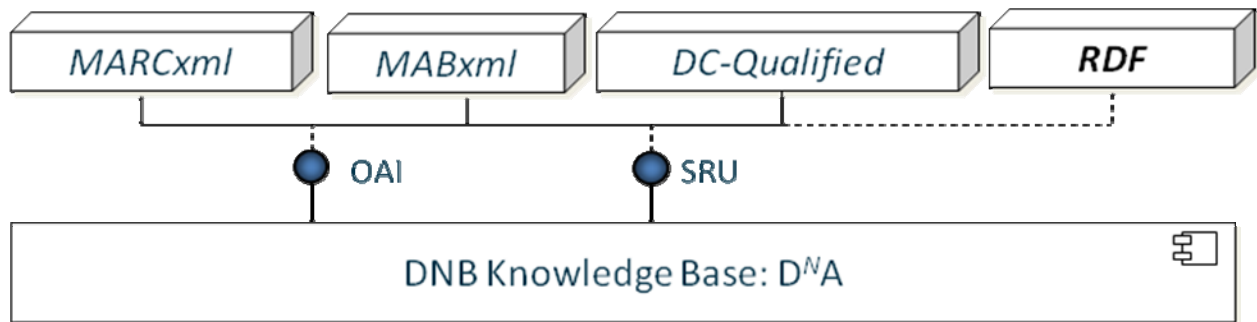 MARCxml
MABxml
DC-Qualified
RDF
OAI
SRU
DNB Knowledge Base: DᴺA